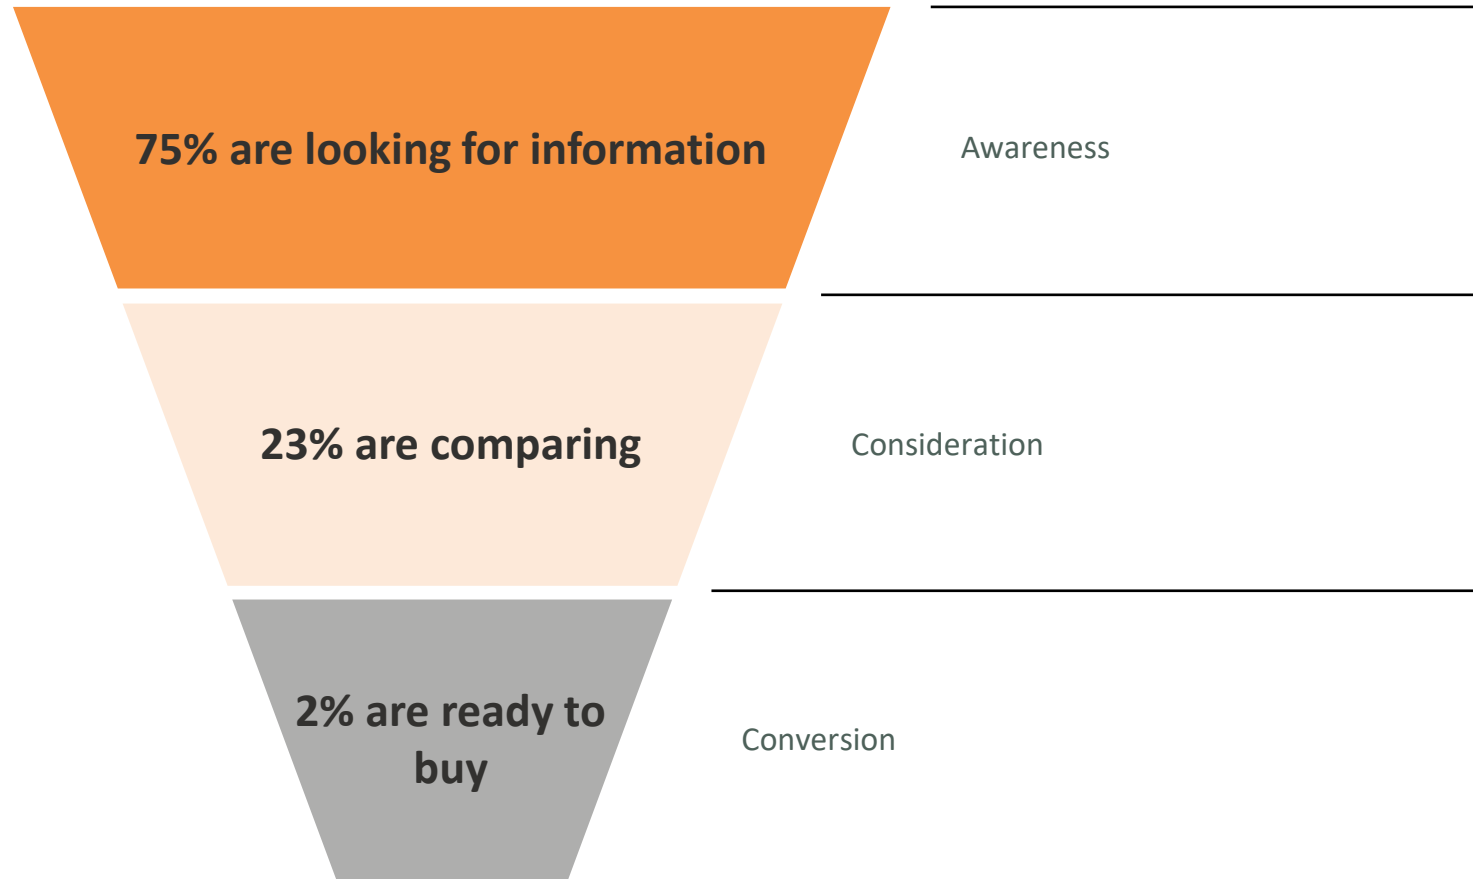 75% are looking for information
Awareness
23% are comparing
Consideration
2% are ready to
buy
Conversion